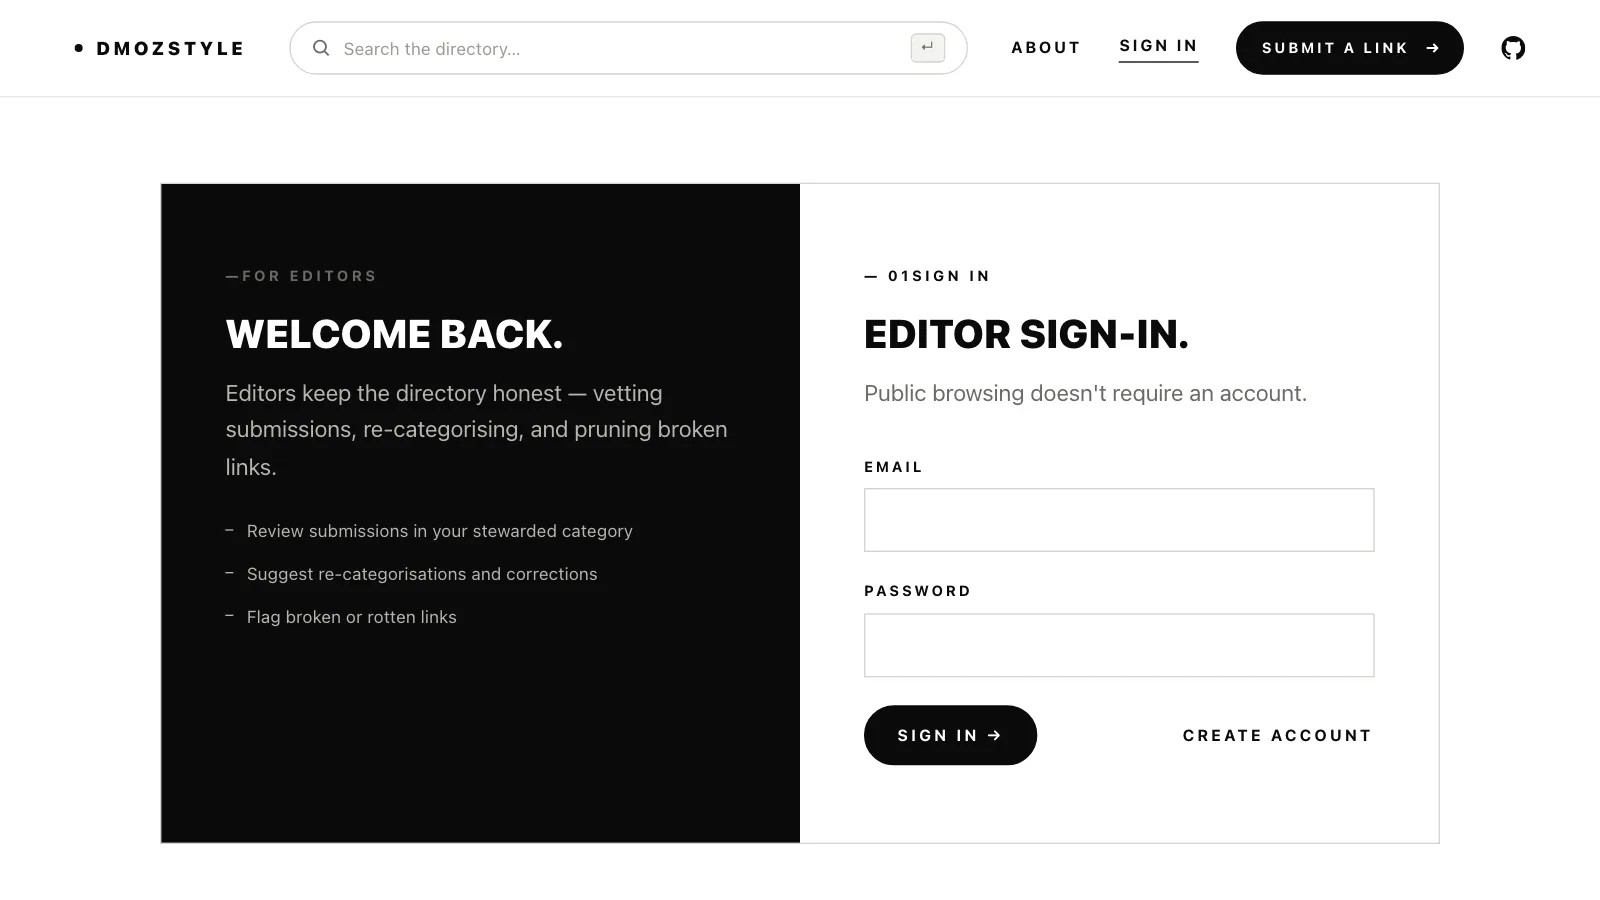 DMOZSTYLE
Search the directory...
↵
ABOUT
SIGN IN
SUBMIT A LINK →
—FOR EDITORS
WELCOME BACK.
Editors keep the directory honest — vetting
submissions, re-categorising, and pruning broken
links.
– Review submissions in your stewarded category
– Suggest re-categorisations and corrections
– Flag broken or rotten links
— 01SIGN IN
EDITOR SIGN-IN.
Public browsing doesn't require an account.
EMAIL
PASSWORD
SIGN IN →
CREATE ACCOUNT